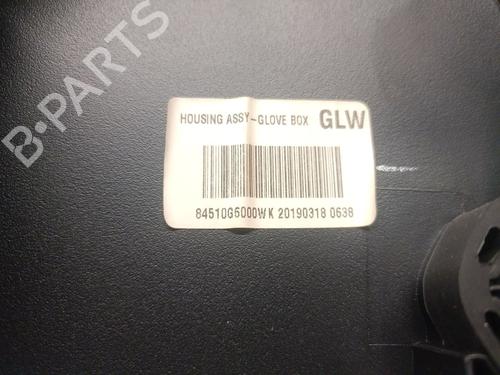 B-PARTS
HOUSING ASSY-GLOVE BOX GLW
84510G6000WK 20190318 0638